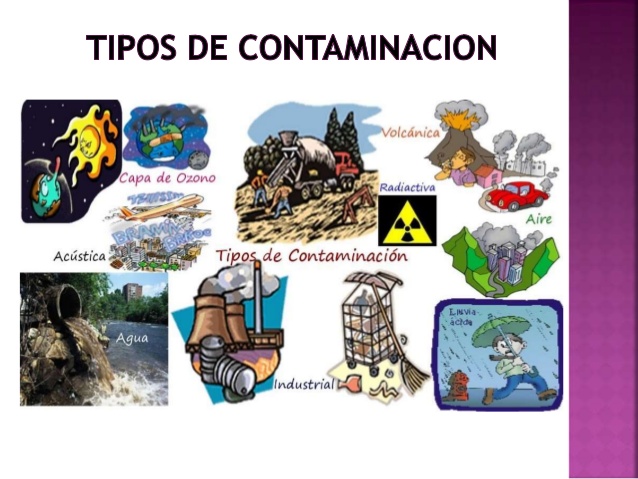 TIPOS DE CONTAMINACION
Volcánica
Capa de Ozono
Radiactiva
Aire
Acústica
Tipos de Contaminación
Lluvia
ácida
Agua
Industrial